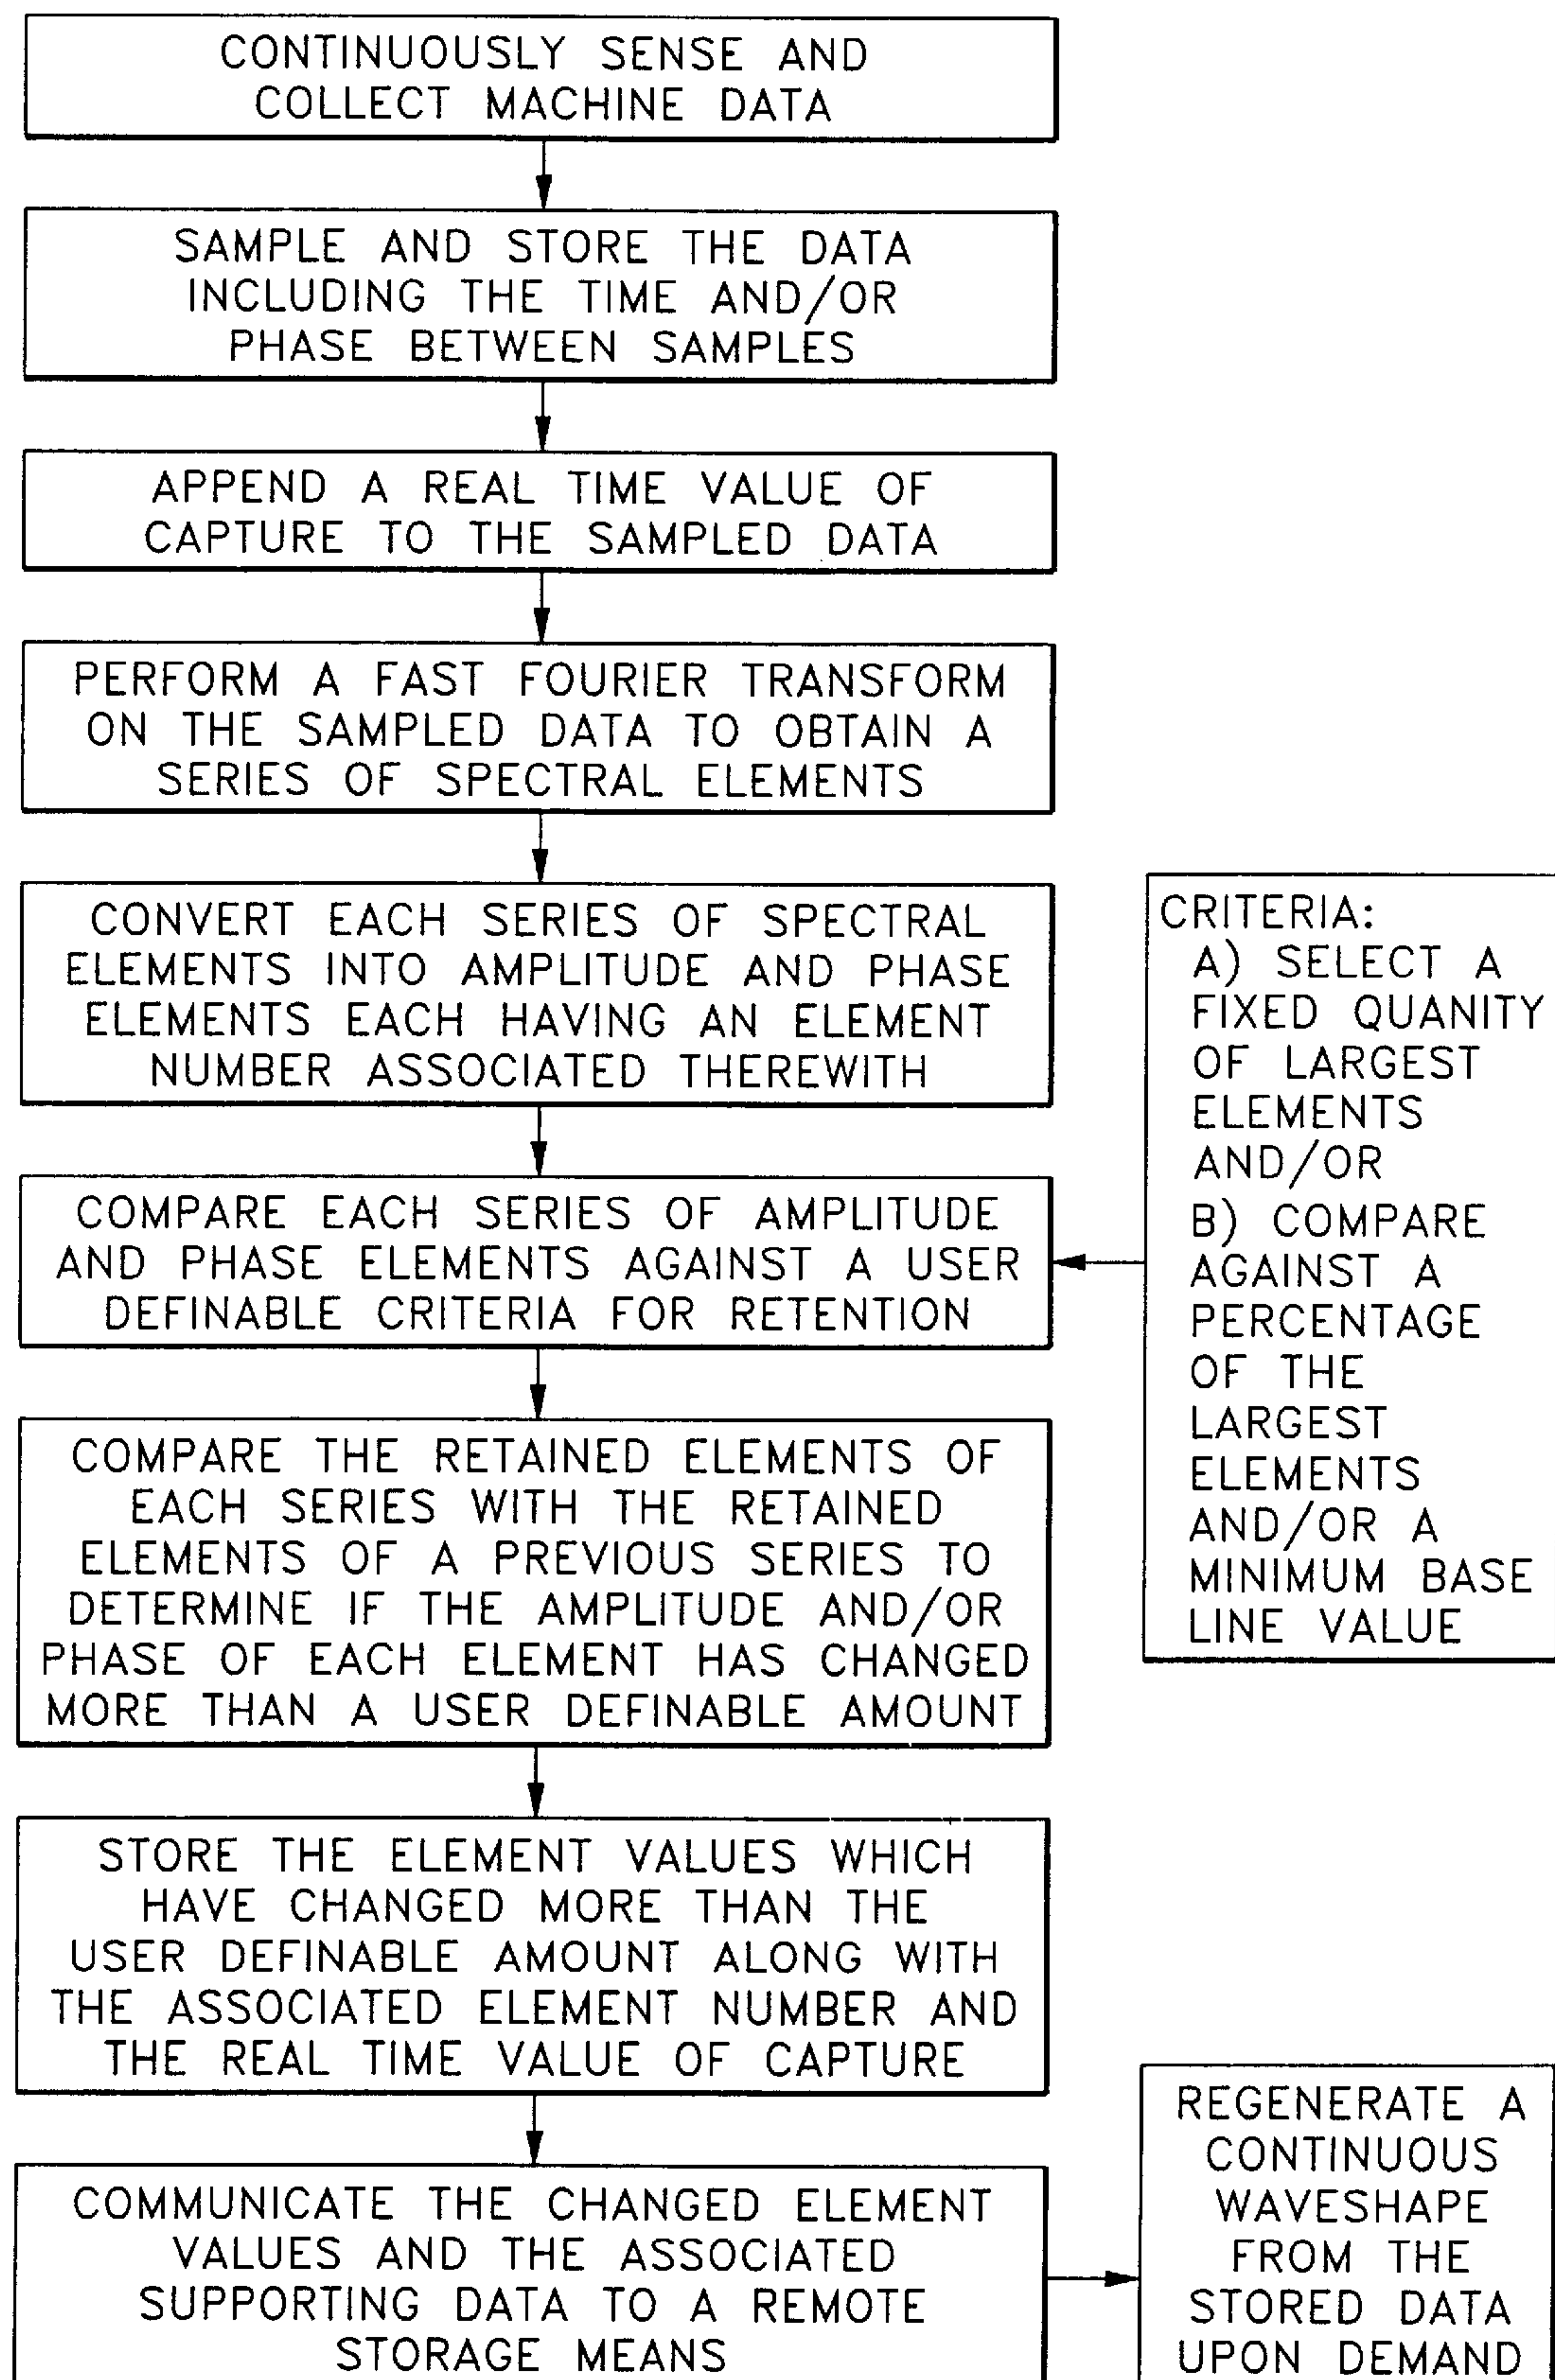 CONTINUOUSLY SENSE AND
COLLECT MACHINE DATA
SAMPLE AND STORE THE DATA
INCLUDING THE TIME AND/OR
PHASE BETWEEN SAMPLES
APPEND A REAL TIME VALUE OF
CAPTURE TO THE SAMPLED DATA
PERFORM A FAST FOURIER TRANSFORM
ON THE SAMPLED DATA TO OBTAIN A
SERIES OF SPECTRAL ELEMENTS
CONVERT EACH SERIES OF SPECTRAL
ELEMENTS INTO AMPLITUDE AND PHASE
ELEMENTS EACH HAVING AN ELEMENT
NUMBER ASSOCIATED THEREWITH
COMPARE EACH SERIES OF AMPLITUDE
AND PHASE ELEMENTS AGAINST A USER
DEFINABLE CRITERIA FOR RETENTION
CRITERIA:
A) SELECT A
FIXED QUANITY
OF LARGEST
ELEMENTS
AND/OR
B) COMPARE
AGAINST A
PERCENTAGE
OF THE
LARGEST
ELEMENTS
AND/OR A
MINIMUM BASE
LINE VALUE
COMPARE THE RETAINED ELEMENTS OF
EACH SERIES WITH THE RETAINED
ELEMENTS OF A PREVIOUS SERIES TO
DETERMINE IF THE AMPLITUDE AND/OR
PHASE OF EACH ELEMENT HAS CHANGED
MORE THAN A USER DEFINABLE AMOUNT
STORE THE ELEMENT VALUES WHICH
HAVE CHANGED MORE THAN THE
USER DEFINABLE AMOUNT ALONG WITH
THE ASSOCIATED ELEMENT NUMBER AND
THE REAL TIME VALUE OF CAPTURE
COMMUNICATE THE CHANGED ELEMENT
VALUES AND THE ASSOCIATED
SUPPORTING DATA TO A REMOTE
STORAGE MEANS
REGENERATE A
CONTINUOUS
WAVESHAPE
FROM THE
STORED DATA
UPON DEMAND